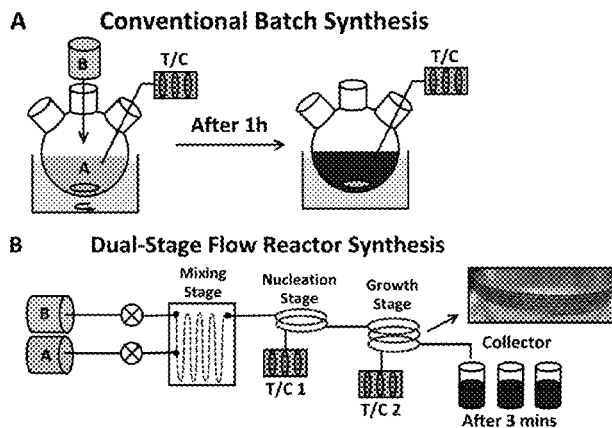 A
Conventional Batch Synthesis
B
T/C
T/C
A
After 1h
B
Dual-Stage Flow Reactor Synthesis
Mixing
Stage
Nucleation
Stage
Growth
Stage
B
A
Collector
T/C 1
T/C 2
After 3 mins